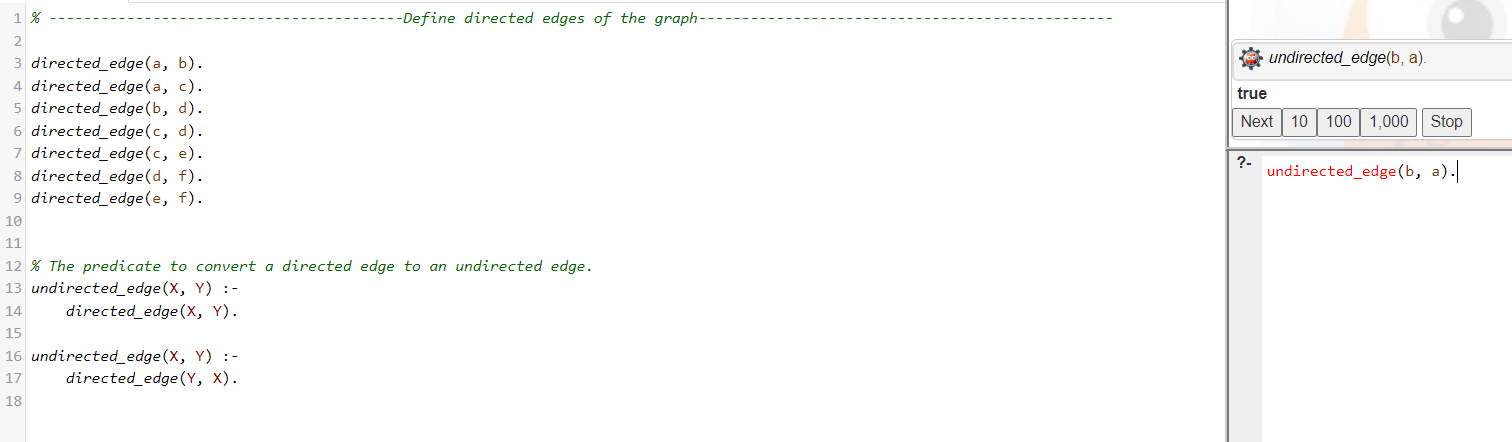 1 % -----------------------------------------Define directed edges of the graph------------------------------------------------
2
3 directed_edge(a, b).
4 directed_edge(a, c).
5 directed_edge(b, d).
6 directed_edge(c, d).
7 directed_edge(c, e).
8 directed_edge(d, f).
9 directed_edge(e, f).
10
11
12 % The predicate to convert a directed edge to an undirected edge.
13 undirected_edge(X, Y) :-
14     directed_edge(X, Y).
15
16 undirected_edge(X, Y) :-
17     directed_edge(Y, X).
18
undirected_edge(b, a).
true
Next 10 100 1,000 Stop
?- undirected_edge(b, a).